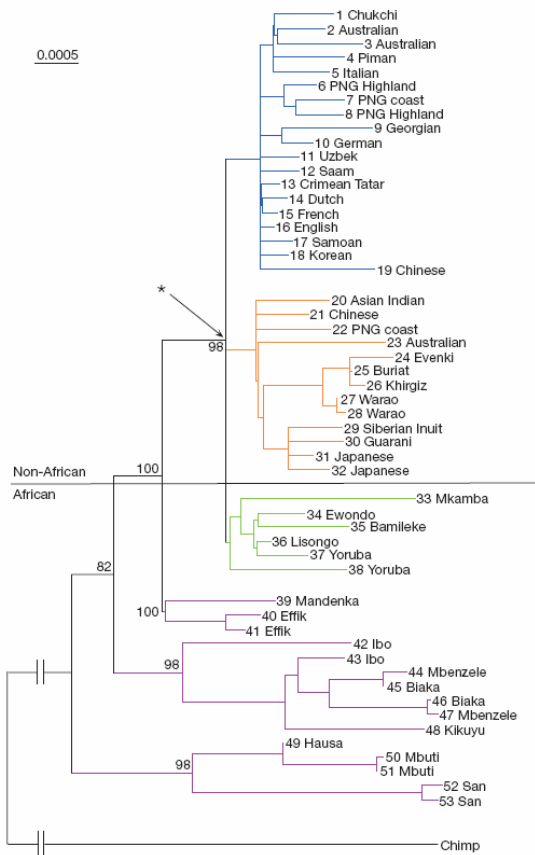 1 Chukchi
2 Australian
3 Australian
0.0005
4 Piman
5 Italian
6 PNG Highland
7 PNG coast
8 PNG Highland
9 Georgian
10 German
11 Uzbek
12 Saam
13 Crimean Tatar
14 Dutch
15 French
16 English
17 Samoan
18 Korean
19 Chinese
*
20 Asian Indian
21 Chinese
22 PNG coast
98
23 Australian
24 Evenki
25 Buriat
26 Khirgiz
27 Warao
28 Warao
29 Siberian Inuit
30 Guarani
31 Japanese
32 Japanese
100
Non-African
African
33 Mkamba
34 Ewondo
35 Bamileke
36 Lisongo
37 Yoruba
38 Yoruba
82
39 Mandenka
100
40 Effik
41 Effik
42 Ibo
43 Ibo
98
44 Mbenzele
45 Biaka
46 Biaka
47 Mbenzele
48 Kikuyu
49 Hausa
98
50 Mbuti
51 Mbuti
52 San
53 San
Chimp